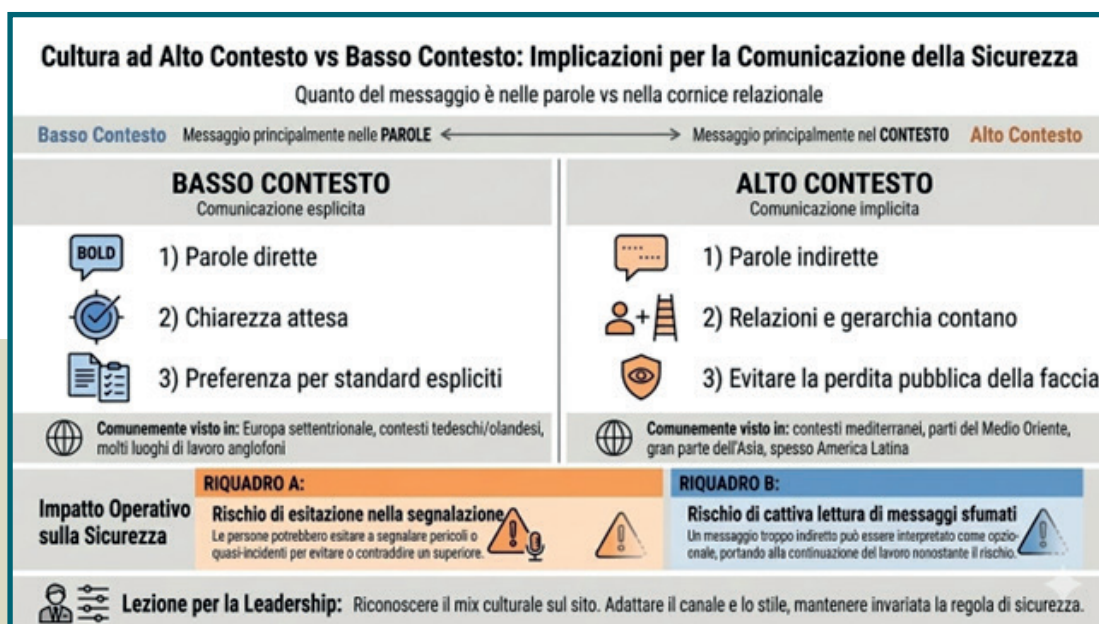 Cultura ad Alto Contesto vs Basso Contesto: Implicazioni per la Comunicazione della Sicurezza
Quanto del messaggio è nelle parole vs nella cornice relazionale
Basso Contesto Messaggio principalmente nelle PAROLE Messaggio principalmente nel CONTESTO Alto Contesto
BASSO CONTESTO
Comunicazione esplicita
BOLD
1) Parole dirette
2) Chiarezza attesa
3) Preferenza per standard espliciti
Comunemente visto in: Europa settentrionale, contesti tedeschi/olandesi,
molti luoghi di lavoro anglofoni
ALTO CONTESTO
Comunicazione implicita
1) Parole indirette
2) Relazioni e gerarchia contano
3) Evitare la perdita pubblica della faccia
Comunemente visto in: contesti mediterranei, parti del Medio Oriente,
gran parte dell'Asia, spesso America Latina
Impatto Operativo
sulla Sicurezza
RIQUADRO A:
Rischio di esitazione nella segnalazione
Le persone potrebbero esitare a segnalare pericoli o
quasi-incidenti per evitare o contraddire un superiore.
RIQUADRO B:
Rischio di cattiva lettura di messaggi sfumati
Un messaggio troppo indiretto può essere interpretato come opzio-
nale, portando alla continuazione del lavoro nonostante il rischio.
Lezione per la Leadership: Riconoscere il mix culturale sul sito. Adattare il canale e lo stile, mantenere invariata la regola di sicurezza.